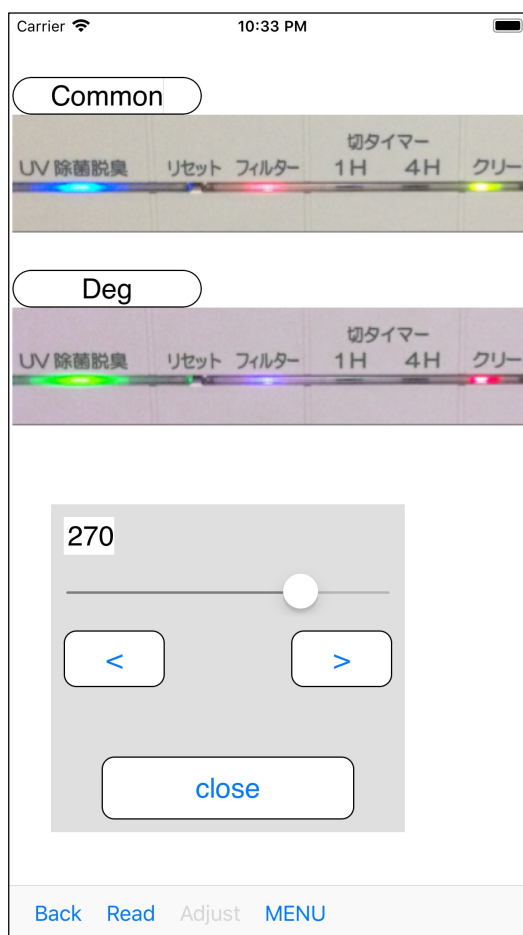 Carrier 10:33 PM
Common
切タイマー
UV 除菌脱臭 リセット フィルター 1H 4H クリー
Deg
切タイマー
UV 除菌脱臭 リセット フィルター 1H 4H クリー
270
< >
close
Back Read Adjust MENU